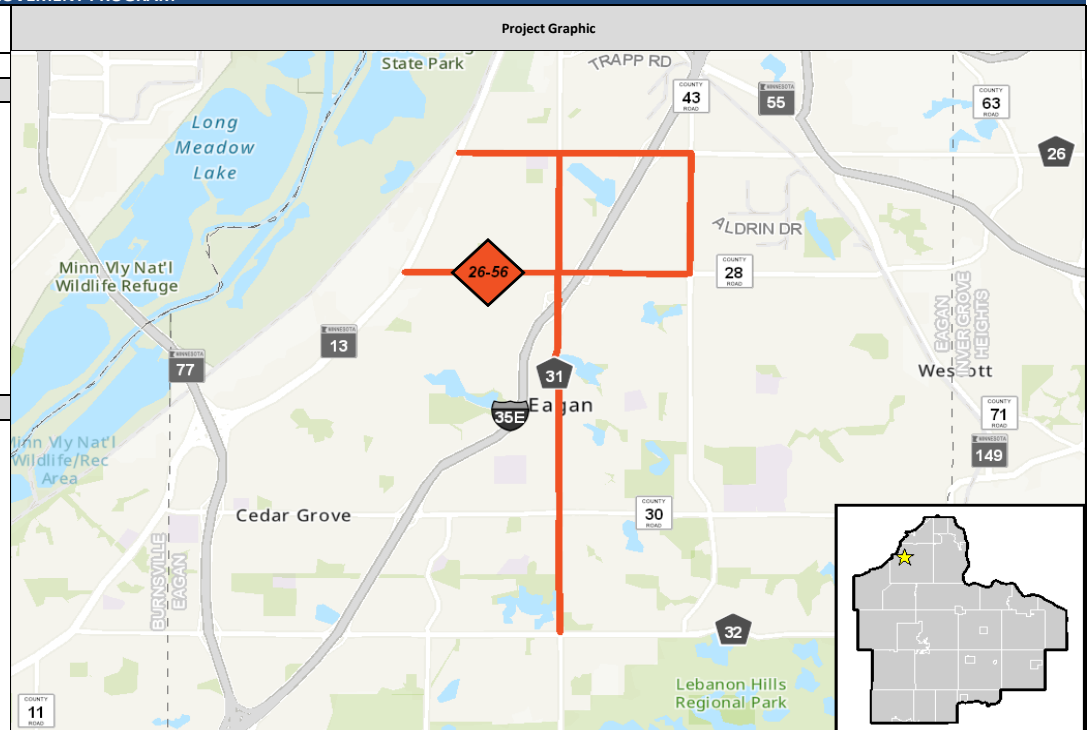 Project Graphic
State Park
TRAPP RD
COUNTY
43
ROAD
MINNESOTA
55
COUNTY
63
ROAD
26
Long
Meadow
Lake
ALDRIN DR
26-56
COUNTY
28
ROAD
Minn Vly Nat'l
Wildlife Refuge
EAGAN
INVER GROVE
HEIGHTS
MINNESOTA
13
MINNESOTA
77
31
35E
Eagan
COUNTY
71
ROAD
MINNESOTA
149
Minn Vly Nat'l
Wildlife/Rec
Area
Cedar Grove
COUNTY
30
ROAD
BURNSVILLE
EAGAN
32
Lebanon Hills
Regional Park
COUNTY
11
ROAD